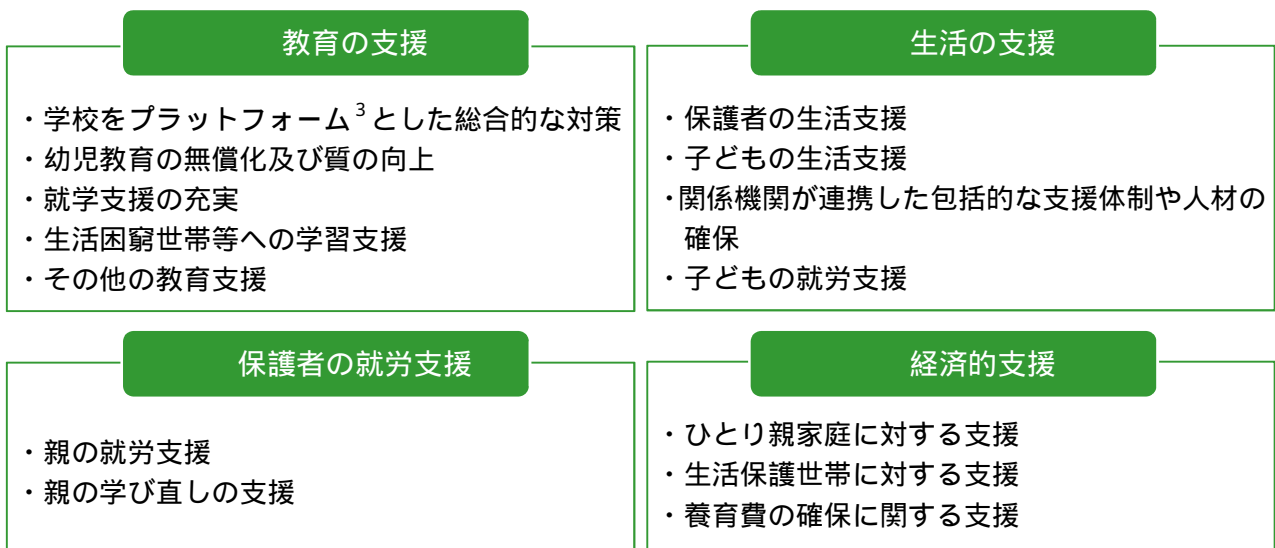 教育の支援
・学校をプラットフォーム³とした総合的な対策
・幼児教育の無償化及び質の向上
・就学支援の充実
・生活困窮世帯等への学習支援
・その他の教育支援
生活の支援
・保護者の生活支援
・子どもの生活支援
・関係機関が連携した包括的な支援体制や人材の
確保
・子どもの就労支援
保護者の就労支援
・親の就労支援
・親の学び直しの支援
経済的支援
・ひとり親家庭に対する支援
・生活保護世帯に対する支援
・養育費の確保に関する支援